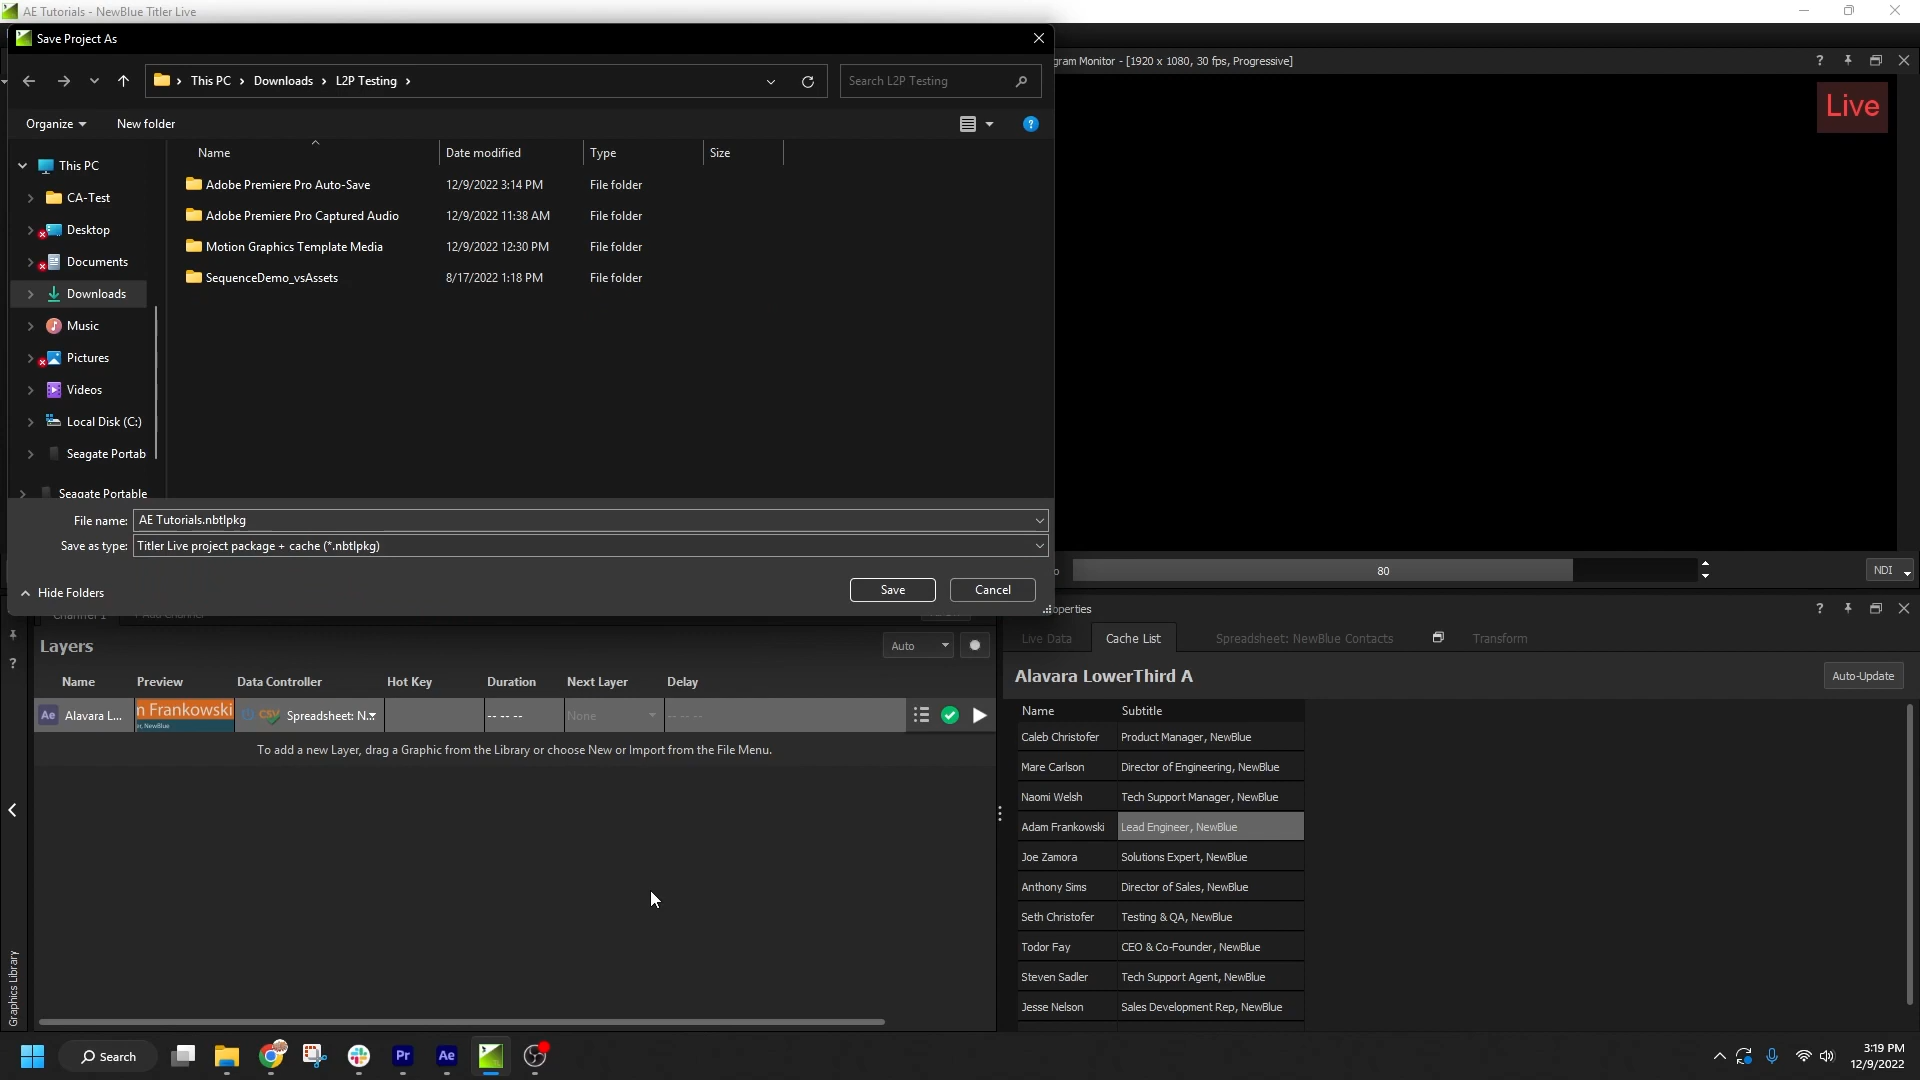 AE Tutorials - NewBlue Titler Live
Save Project As
This PC > Downloads > L2P Testing >
Search L2P Testing
gram Monitor - [1920 x 1080, 30 fps, Progressive]
Live
Organize
New folder
Name
Date modified
Type
Size
This PC
CA-Test
Desktop
Documents
Downloads
Music
Pictures
Videos
Local Disk (C:)
Seagate Portab
Seagate Portable
Adobe Premiere Pro Auto-Save 12/9/2022 3:14 PM File folder
Adobe Premiere Pro Captured Audio 12/9/2022 11:38 AM File folder
Motion Graphics Template Media 12/9/2022 12:30 PM File folder
SequenceDemo_vsAssets 8/17/2022 1:18 PM File folder
File name: AE Tutorials.nbtlpkg
Save as type: Titler Live project package + cache (*.nbtlpkg)
Hide Folders
Save
Cancel
80
NDI
operties
Layers
Auto
Name Preview Data Controller Hot Key Duration Next Layer Delay
Ae Alavara L... n Frankowski CSV Spreadsheet: N... -- -- -- None -- -- --
To add a new Layer, drag a Graphic from the Library or choose New or Import from the File Menu.
Graphics Library
Live Data
Cache List
Spreadsheet: NewBlue Contacts
Transform
Alavara LowerThird A
Auto-Update
Name Subtitle
Caleb Christofer Product Manager, NewBlue
Mare Carlson Director of Engineering, NewBlue
Naomi Welsh Tech Support Manager, NewBlue
Adam Frankowski Lead Engineer, NewBlue
Joe Zamora Solutions Expert, NewBlue
Anthony Sims Director of Sales, NewBlue
Seth Christofer Testing & QA, NewBlue
Todor Fay CEO & Co-Founder, NewBlue
Steven Sadler Tech Support Agent, NewBlue
Jesse Nelson Sales Development Rep, NewBlue
Search
Pr
Ae
3:19 PM
12/9/2022